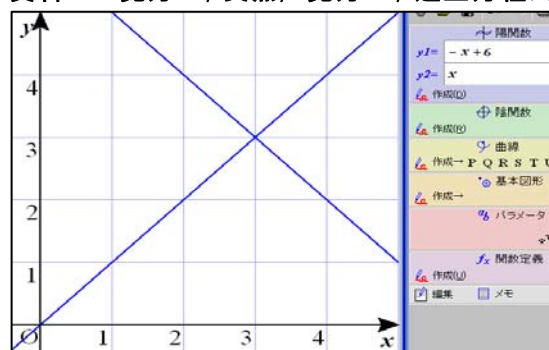 y
4
3
2
1
O
1 2 3 4 x
陽関数
y1= - x + 6
y2= x
作成(D)
陰関数
作成(R)
曲線
作成→ P Q R S T U
基本図形
作成→
パラメータ
fx 関数定義
作成(U)
編集 メモ